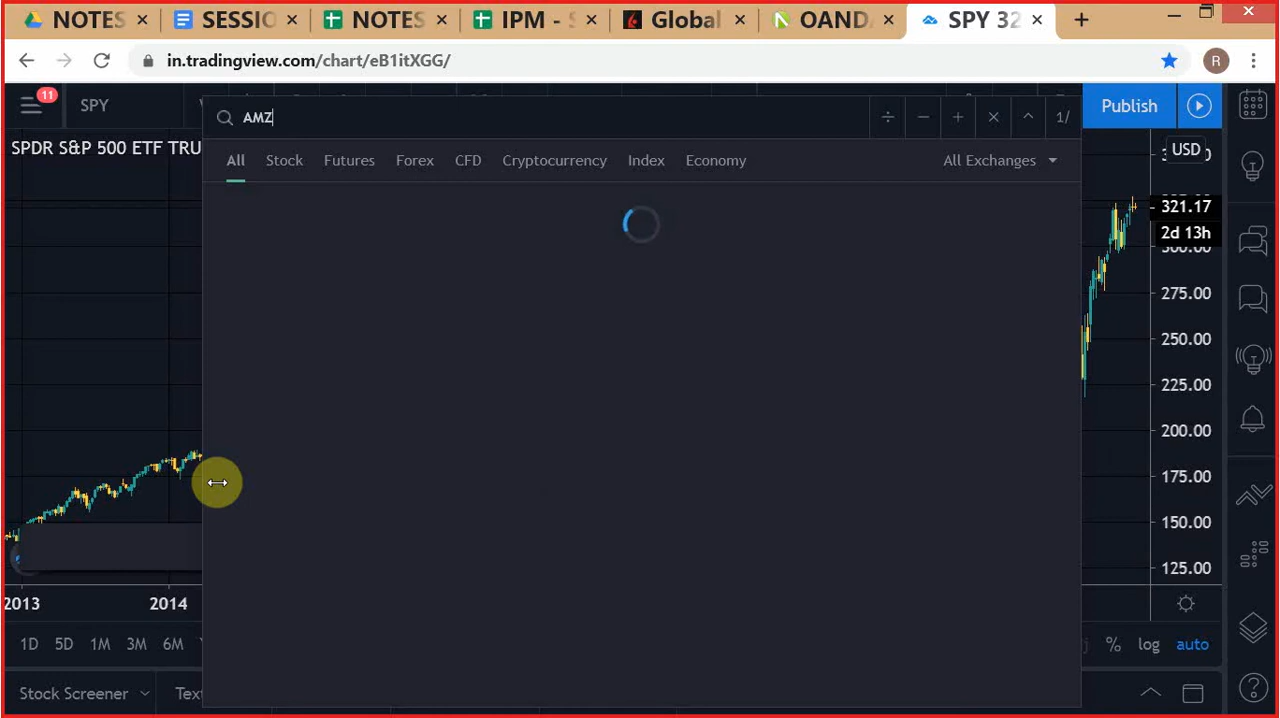 NOTES SESSIO NOTES IPM - S Global OAND SPY 32
in.tradingview.com/chart/eB1itXGG/ R
11 SPY AMZ 1/ Publish
SPDR S&P 500 ETF TRU All Stock Futures Forex CFD Cryptocurrency Index Economy All Exchanges USD
321.17
2d 13h
300.00
275.00
250.00
225.00
200.00
175.00
150.00
125.00
2013 2014
1D 5D 1M 3M 6M % log auto
Stock Screener Text